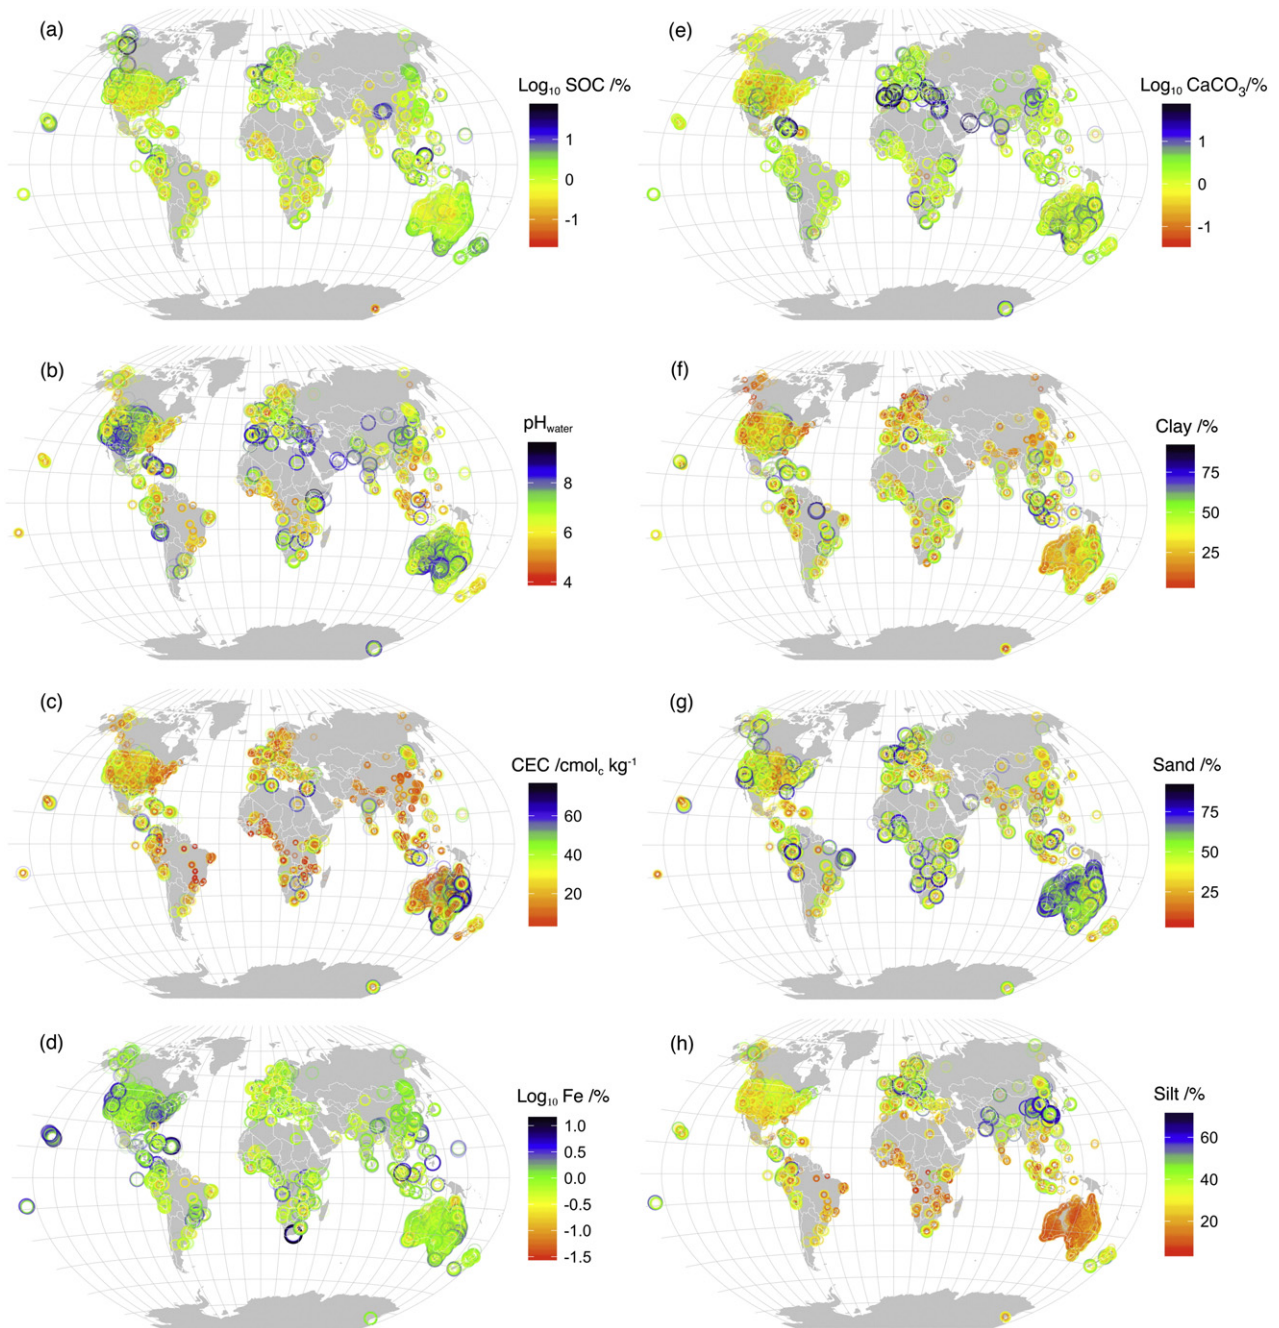 (a)
Log₁₀ SOC /%
1
0
-1
(b)
pHwater
8
6
4
(c)
CEC /cmolc kg⁻¹
60
40
20
(d)
Log₁₀ Fe /%
1.0
0.5
0.0
-0.5
-1.0
-1.5
(e)
Log₁₀ CaCO₃/%
1
0
-1
(f)
Clay /%
75
50
25
(g)
Sand /%
75
50
25
(h)
Silt /%
60
40
20